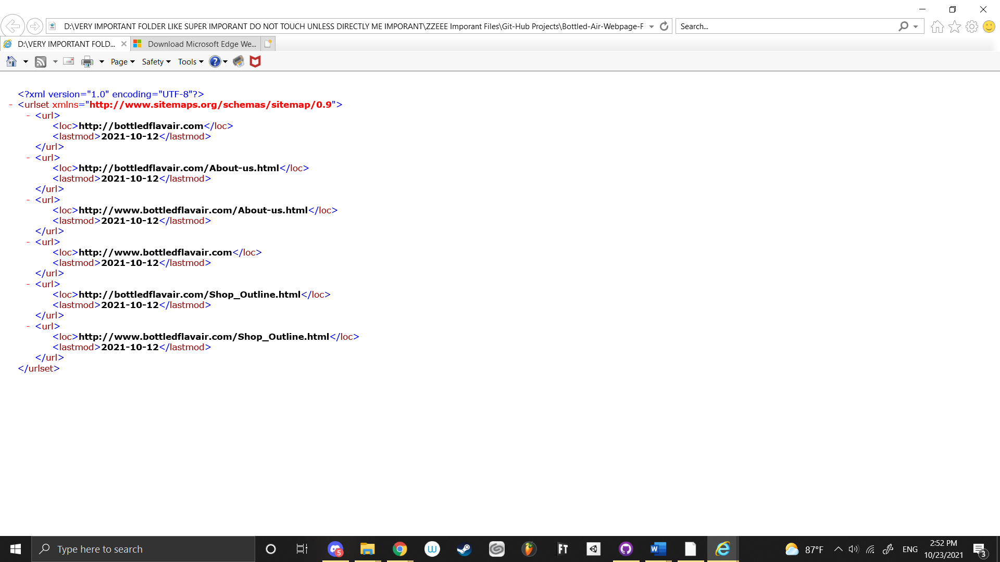 D:\VERY IMPORTANT FOLDER LIKE SUPER IMPORANT DO NOT TOUCH UNLESS DIRECTLY ME IMPORANT\ZZEEE Imporant Files\Git-Hub Projects\Bottled-Air-Webpage-F
Search...
D:\VERY IMPORTANT FOLD...
Download Microsoft Edge We...
Page Safety Tools ?
<?xml version="1.0" encoding="UTF-8"?>
- <urlset xmlns="http://www.sitemaps.org/schemas/sitemap/0.9">
- <url>
<loc>http://bottledflavair.com</loc>
<lastmod>2021-10-12</lastmod>
</url>
- <url>
<loc>http://bottledflavair.com/About-us.html</loc>
<lastmod>2021-10-12</lastmod>
</url>
- <url>
<loc>http://www.bottledflavair.com/About-us.html</loc>
<lastmod>2021-10-12</lastmod>
</url>
- <url>
<loc>http://www.bottledflavair.com</loc>
<lastmod>2021-10-12</lastmod>
</url>
- <url>
<loc>http://bottledflavair.com/Shop_Outline.html</loc>
<lastmod>2021-10-12</lastmod>
</url>
- <url>
<loc>http://www.bottledflavair.com/Shop_Outline.html</loc>
<lastmod>2021-10-12</lastmod>
</url>
</urlset>
Type here to search
5
W
FT
W
87°F
ENG
2:52 PM
10/23/2021
3